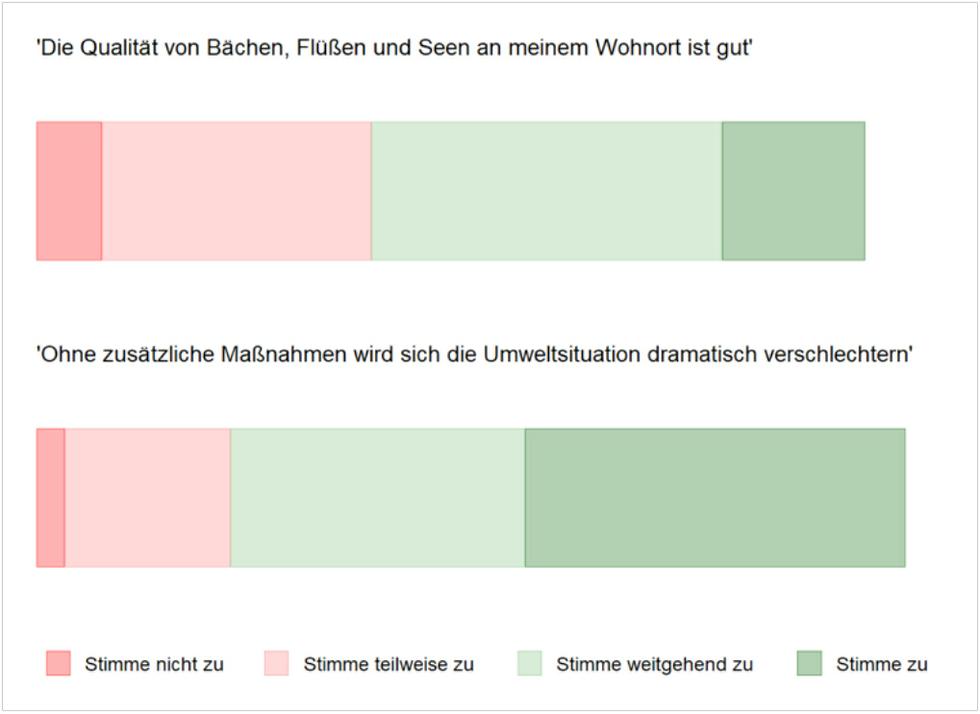 'Die Qualität von Bächen, Flüßen und Seen an meinem Wohnort ist gut'
'Ohne zusätzliche Maßnahmen wird sich die Umweltsituation dramatisch verschlechtern'
Stimme nicht zu Stimme teilweise zu Stimme weitgehend zu Stimme zu